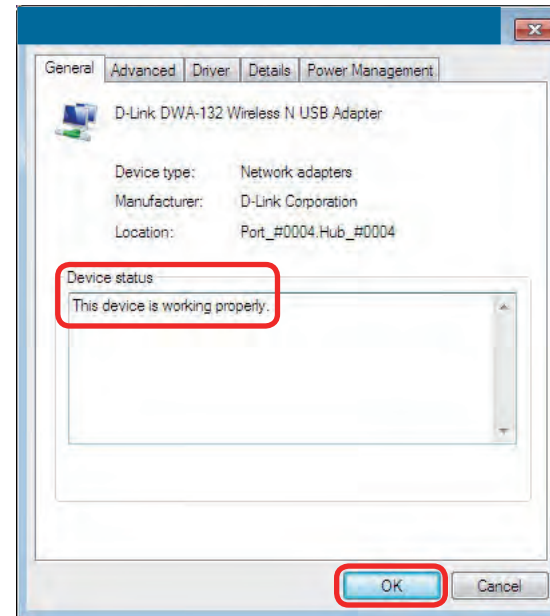 General Advanced Driver Details Power Management
D-Link DWA-132 Wireless N USB Adapter
Device type: Network adapters
Manufacturer: D-Link Corporation
Location: Port_#0004.Hub_#0004
Device status
This device is working properly.
OK Cancel